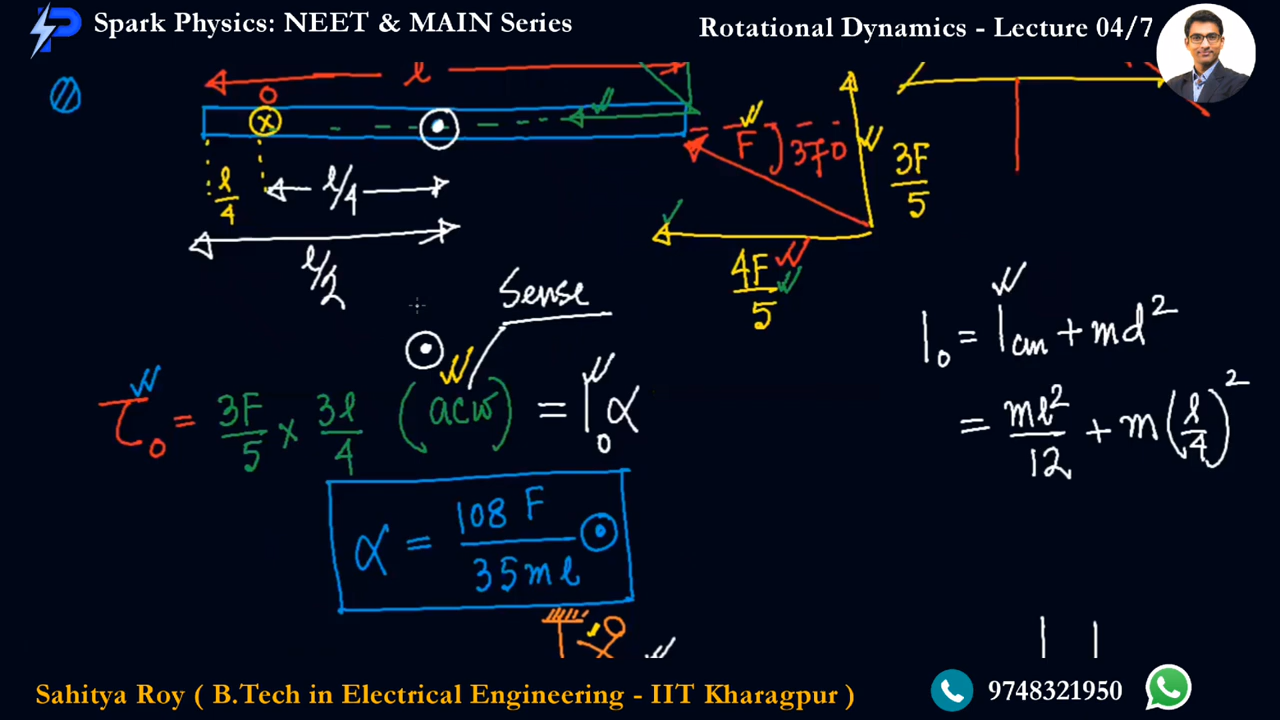 Spark Physics: NEET & MAIN Series
Rotational Dynamics - Lecture 04/7
l
O
F
370
3F/5
l/4
l/4
l/2
4F/5
Sense
I₀ = Icm + md²
τ₀ = 3F/5 × 3l/4 (acw) = I₀α
= ml²/12 + m(l/4)²
α = 108 F/35ml
Sahitya Roy ( B.Tech in Electrical Engineering - IIT Kharagpur )
9748321950